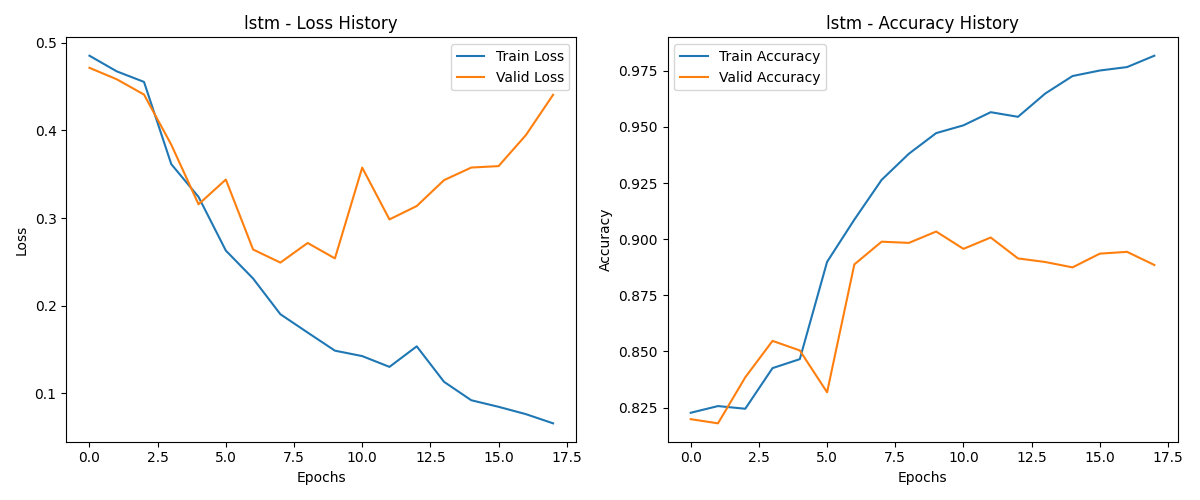 lstm - Loss History
Train Loss
Valid Loss
0.5
0.4
0.3
0.2
0.1
Loss
0.0 2.5 5.0 7.5 10.0 12.5 15.0 17.5
Epochs
lstm - Accuracy History
Train Accuracy
Valid Accuracy
0.975
0.950
0.925
0.900
0.875
0.850
0.825
Accuracy
0.0 2.5 5.0 7.5 10.0 12.5 15.0 17.5
Epochs